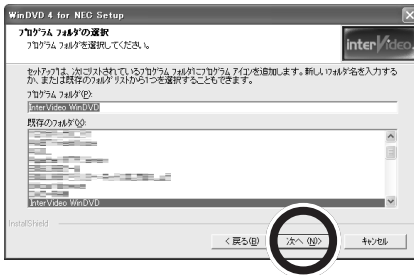 WinDVD 4 for NEC Setup
ﾌﾟﾛｸﾞﾗﾑ ﾌｫﾙﾀﾞの選択
ﾌﾟﾛｸﾞﾗﾑ ﾌｫﾙﾀﾞを選択してください。
interVideo.
ｾｯﾄｱｯﾌﾟは、次にﾘｽﾄされているﾌﾟﾛｸﾞﾗﾑ ﾌｫﾙﾀﾞにﾌﾟﾛｸﾞﾗﾑ ｱｲｺﾝを追加します。新しいﾌｫﾙﾀﾞ名を入力する
か、または既存のﾌｫﾙﾀﾞﾘｽﾄから1つを選択することもできます。
ﾌﾟﾛｸﾞﾗﾑ ﾌｫﾙﾀﾞ(P):
InterVideo WinDVD
既存のﾌｫﾙﾀﾞ(X):
InterVideo WinDVD
InstallShield
< 戻る(B)
次へ (N)>
ｷｬﾝｾﾙ